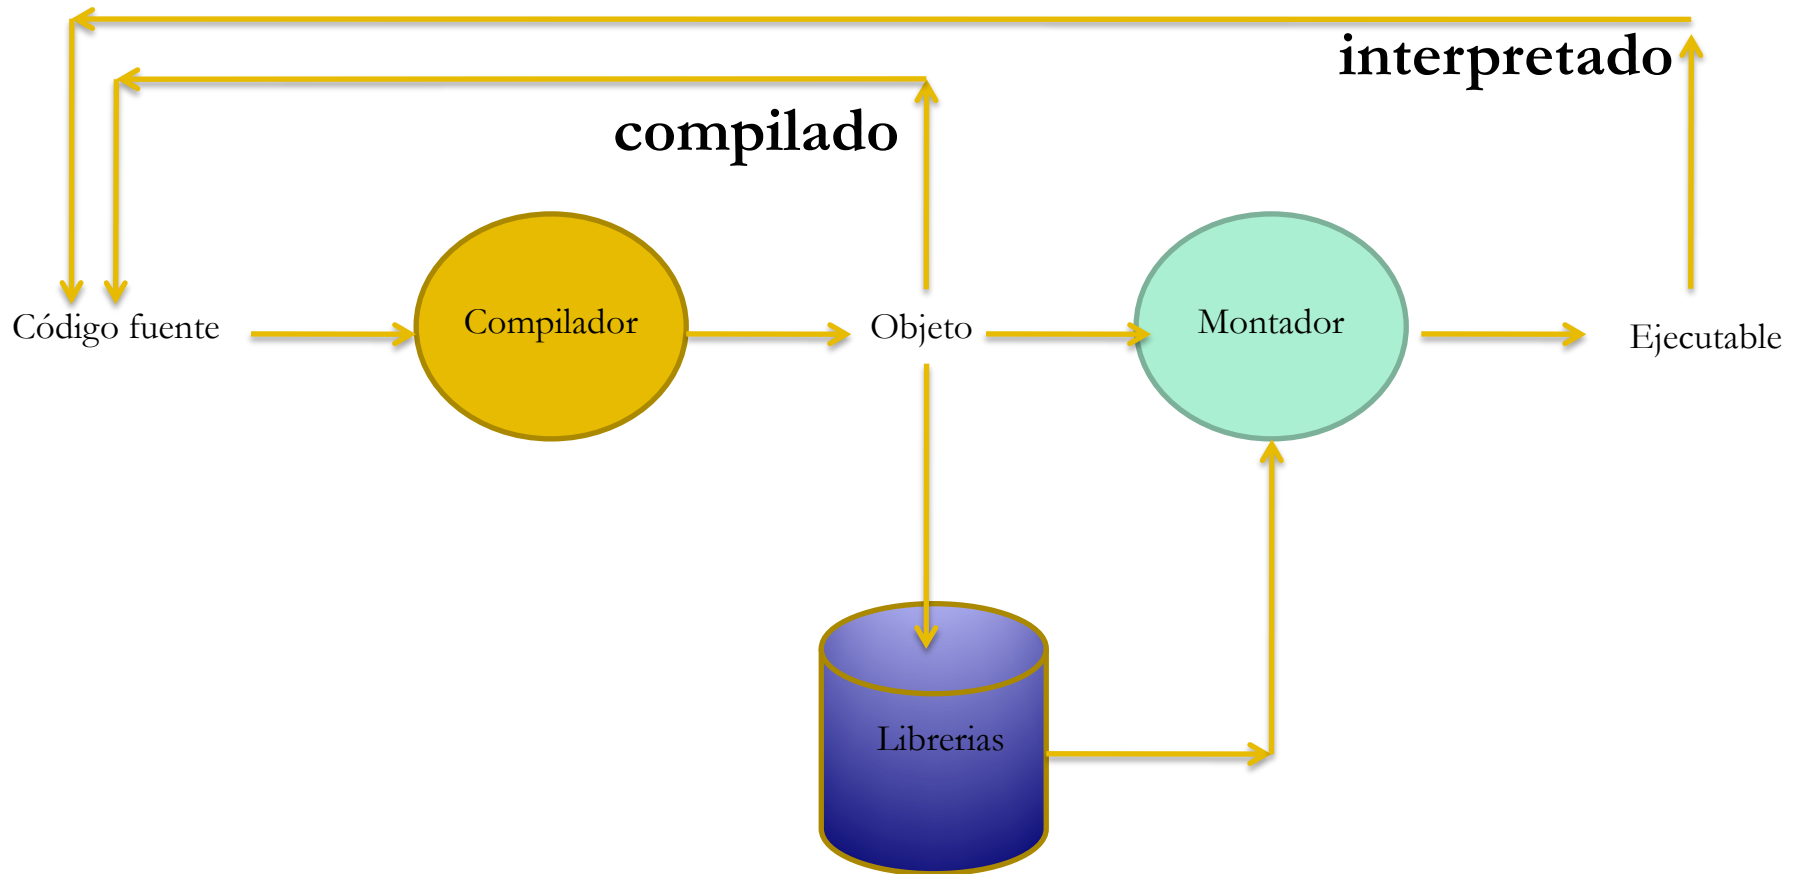 interpretado
compilado
Código fuente
Compilador
Objeto
Montador
Ejecutable
Librerias